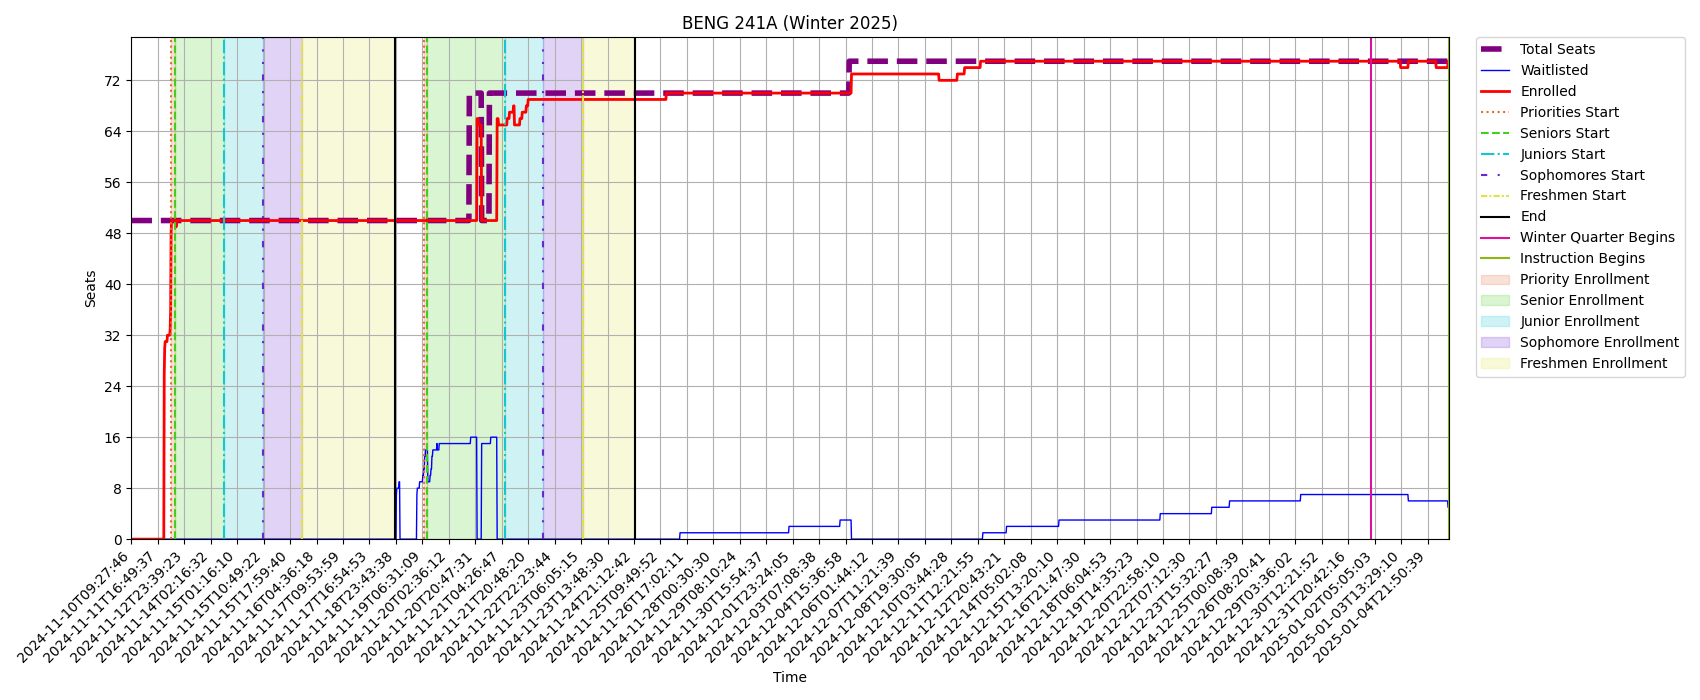 BENG 241A (Winter 2025)
Seats
72
64
56
48
40
32
24
16
8
0
2024-11-10T09:27:46
2024-11-11T16:49:37
2024-11-12T23:39:23
2024-11-14T02:16:32
2024-11-15T01:16:10
2024-11-15T10:49:22
2024-11-15T17:59:40
2024-11-16T04:36:18
2024-11-17T09:53:59
2024-11-17T16:54:53
2024-11-18T23:43:38
2024-11-19T06:31:09
2024-11-20T02:36:12
2024-11-20T20:47:31
2024-11-21T04:26:47
2024-11-21T20:48:20
2024-11-22T22:23:44
2024-11-23T06:05:15
2024-11-23T13:48:30
2024-11-24T21:12:42
2024-11-25T09:49:52
2024-11-26T17:02:11
2024-11-28T00:30:30
2024-11-29T08:10:24
2024-11-30T15:54:37
2024-12-01T23:24:05
2024-12-03T07:08:38
2024-12-04T15:36:58
2024-12-06T01:44:12
2024-12-07T11:21:39
2024-12-08T19:30:05
2024-12-10T03:44:28
2024-12-11T12:21:55
2024-12-12T20:43:21
2024-12-14T05:02:08
2024-12-15T13:20:10
2024-12-16T21:47:30
2024-12-18T06:04:53
2024-12-19T14:35:23
2024-12-20T22:58:10
2024-12-22T07:12:30
2024-12-23T15:32:27
2024-12-25T00:08:39
2024-12-26T08:20:41
2024-12-29T03:36:02
2024-12-30T12:21:52
2024-12-31T20:42:16
2025-01-02T05:05:03
2025-01-03T13:29:10
2025-01-04T21:50:39
Time
Total Seats
Waitlisted
Enrolled
Priorities Start
Seniors Start
Juniors Start
Sophomores Start
Freshmen Start
End
Winter Quarter Begins
Instruction Begins
Priority Enrollment
Senior Enrollment
Junior Enrollment
Sophomore Enrollment
Freshmen Enrollment